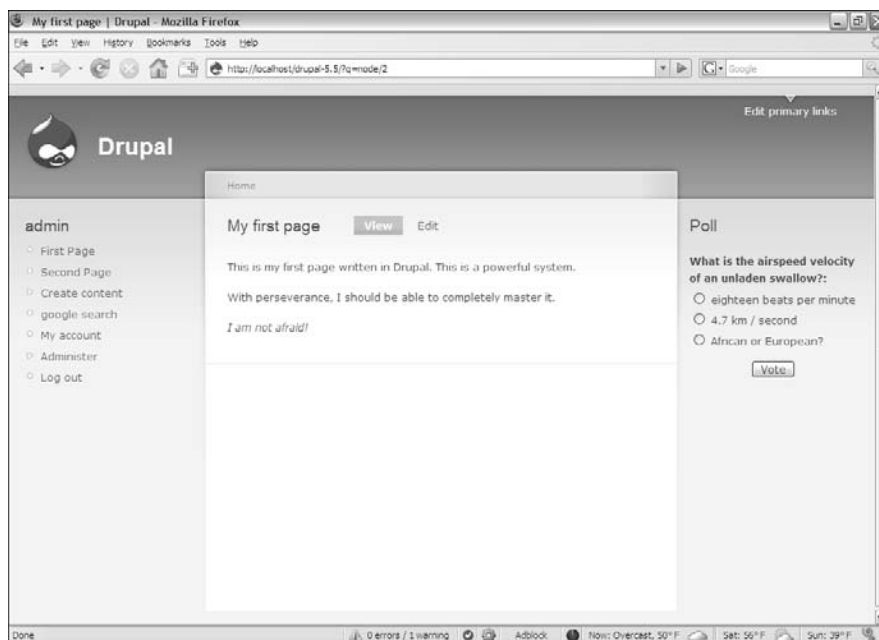 My first page | Drupal - Mozilla Firefox
File Edit View History Bookmarks Tools Help
http://localhost/drupal-5.5/?q=node/2
Google
Edit primary links
Drupal
Home
admin
First Page
Second Page
Create content
google search
My account
Administer
Log out
My first page View Edit
This is my first page written in Drupal. This is a powerful system.
With perseverance, I should be able to completely master it.
I am not afraid!
Poll
What is the airspeed velocity
of an unladen swallow?:
eighteen beats per minute
4.7 km / second
African or European?
Vote
Done 0 errors / 1 warning Adblock Now: Overcast, 50° F Sat: 56° F Sun: 39° F